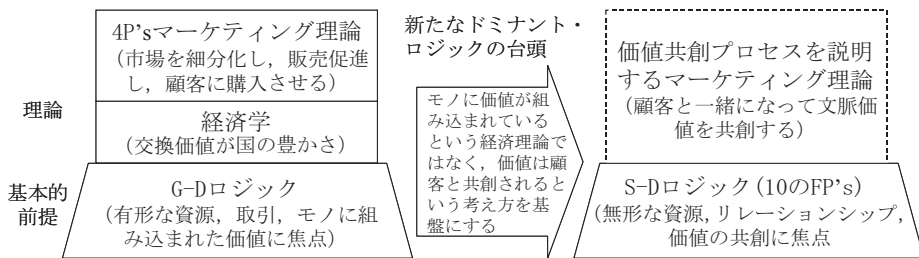 4P'sマーケティング理論
(市場を細分化し，販売促進
し，顧客に購入させる)
理論
経済学
(交換価値が国の豊かさ)
基本的
前提
G-Dロジック
(有形な資源，取引，モノに組
み込まれた価値に焦点)
新たなドミナント・
ロジックの台頭
モノに価値が組
み込まれている
という経済理論で
はなく，価値は顧
客と共創されると
いう考え方を基
盤にする
価値共創プロセスを説明
するマーケティング理論
(顧客と一緒になって文脈価
値を共創する)
S-Dロジック(10のFP's)
(無形な資源，リレーションシップ，
価値の共創に焦点